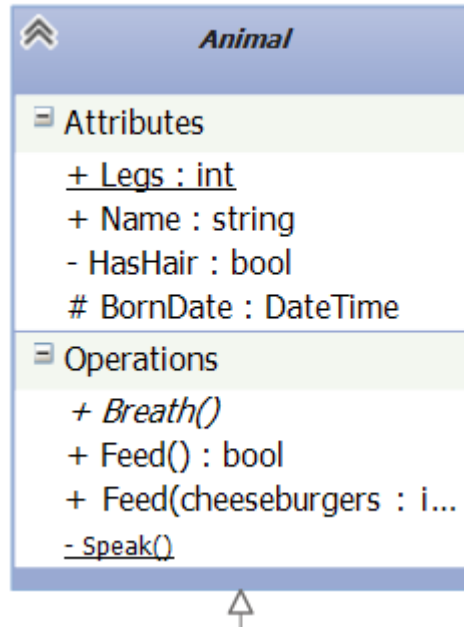 Animal
Attributes
+ Legs : int
+ Name : string
- HasHair : bool
# BornDate : DateTime
Operations
+ Breath()
+ Feed() : bool
+ Feed(cheeseburgers : i...
- Speak()